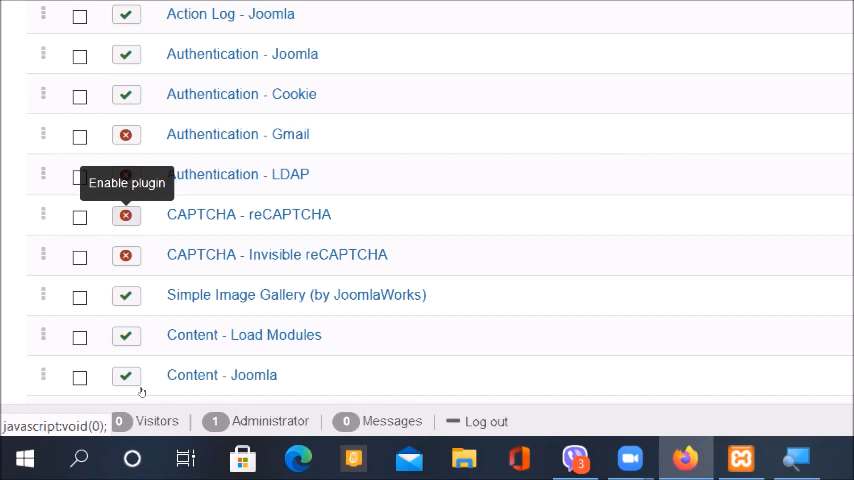 Action Log - Joomla
Authentication - Joomla
Authentication - Cookie
Authentication - Gmail
Authentication - LDAP
Enable plugin
CAPTCHA - reCAPTCHA
CAPTCHA - Invisible reCAPTCHA
Simple Image Gallery (by JoomlaWorks)
Content - Load Modules
Content - Joomla
javascript:void(0);
0 Visitors 1 Administrator 0 Messages Log out
3